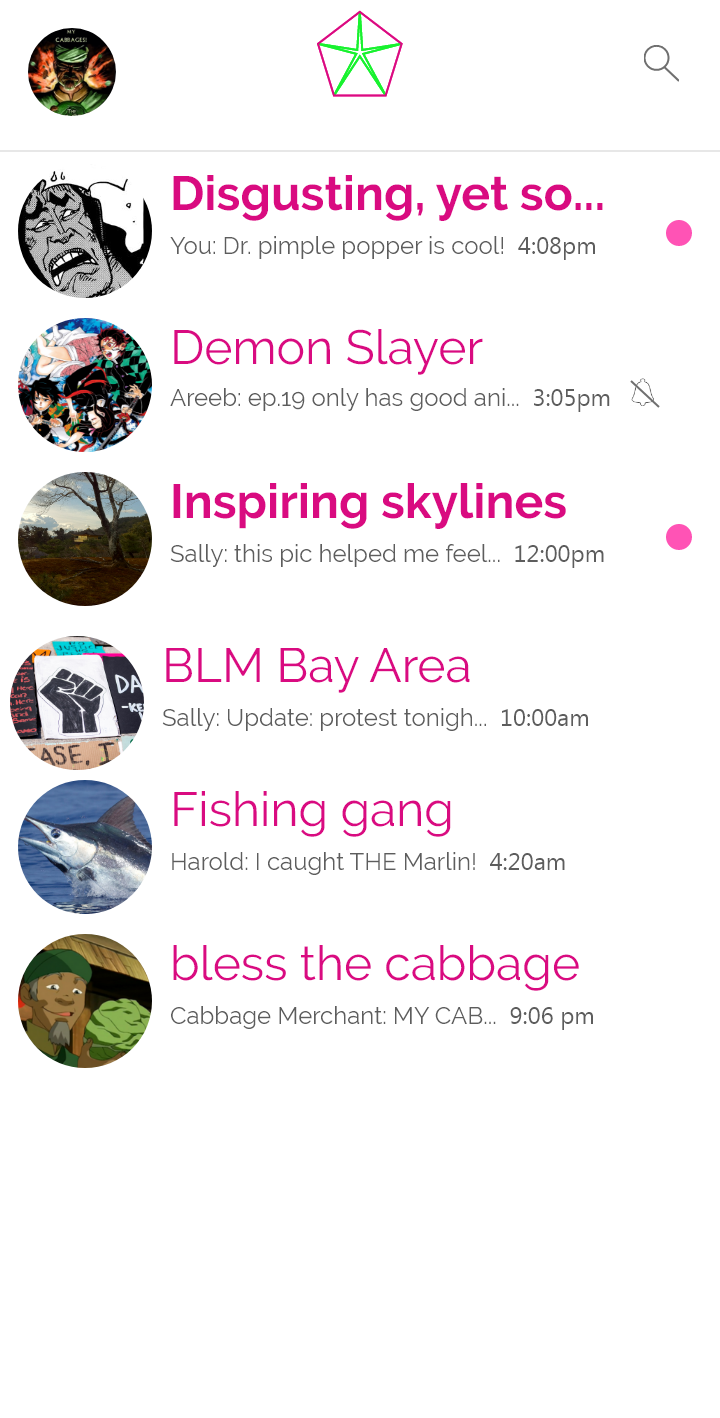 MY
CABBAGES!
THE
Disgusting, yet so...
You: Dr. pimple popper is cool! 4:08pm
Demon Slayer
Areeb: ep.19 only has good ani... 3:05pm
Inspiring skylines
Sally: this pic helped me feel... 12:00pm
DA
BLM Bay Area
Sally: Update: protest tonigh... 10:00am
ASE, I
Fishing gang
Harold: I caught THE Marlin! 4:20am
bless the cabbage
Cabbage Merchant: MY CAB... 9:06 pm